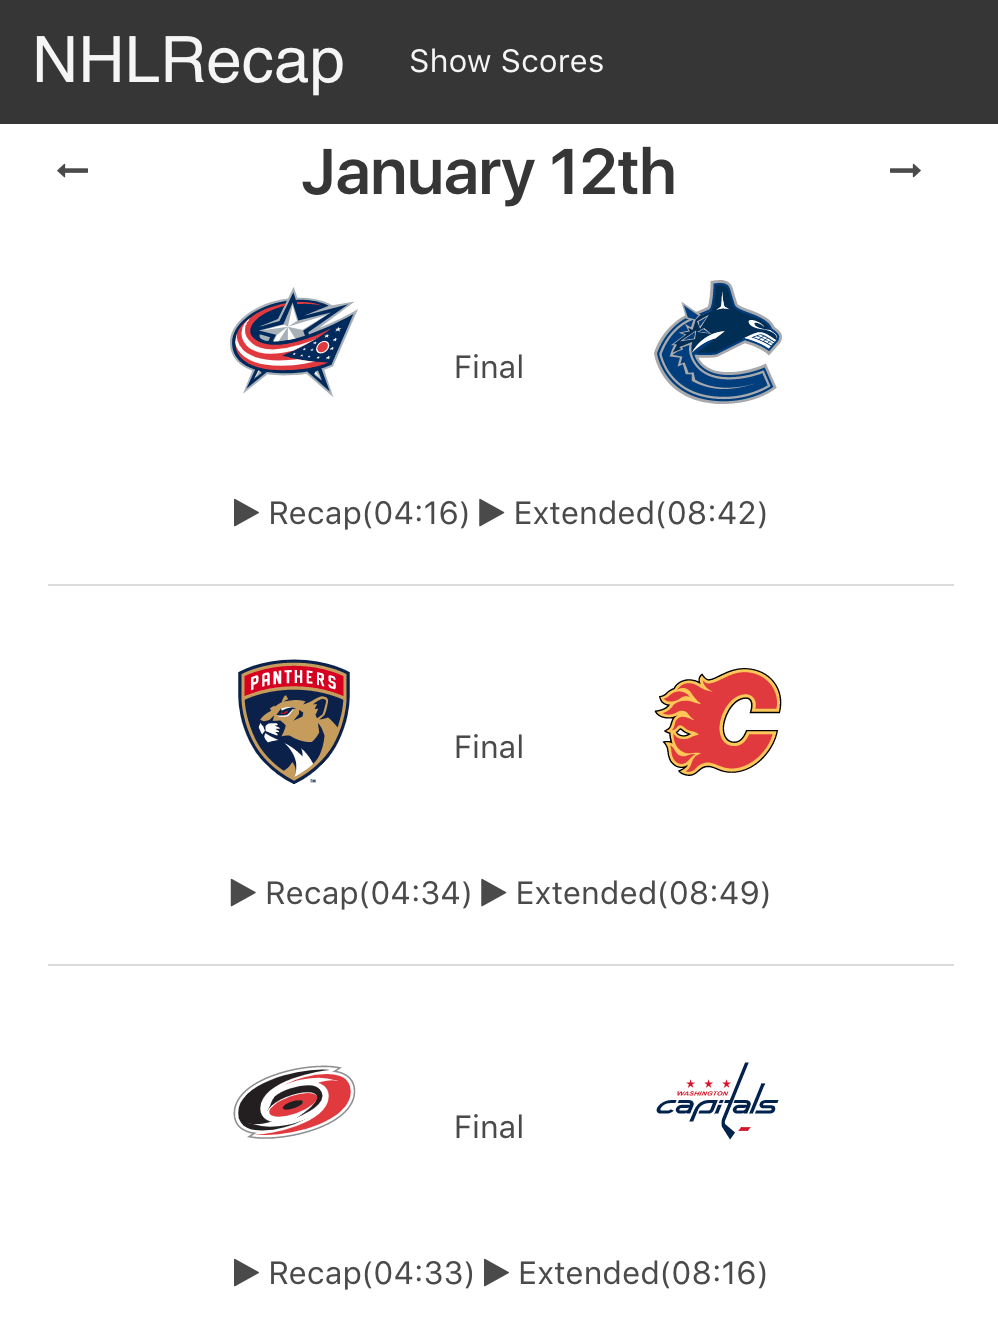 NHLRecap Show Scores
January 12th
Final
Recap(04:16) Extended(08:42)
PANTHERS
Final
Recap(04:34) Extended(08:49)
WASHINGTON
capitals
Final
Recap(04:33) Extended(08:16)